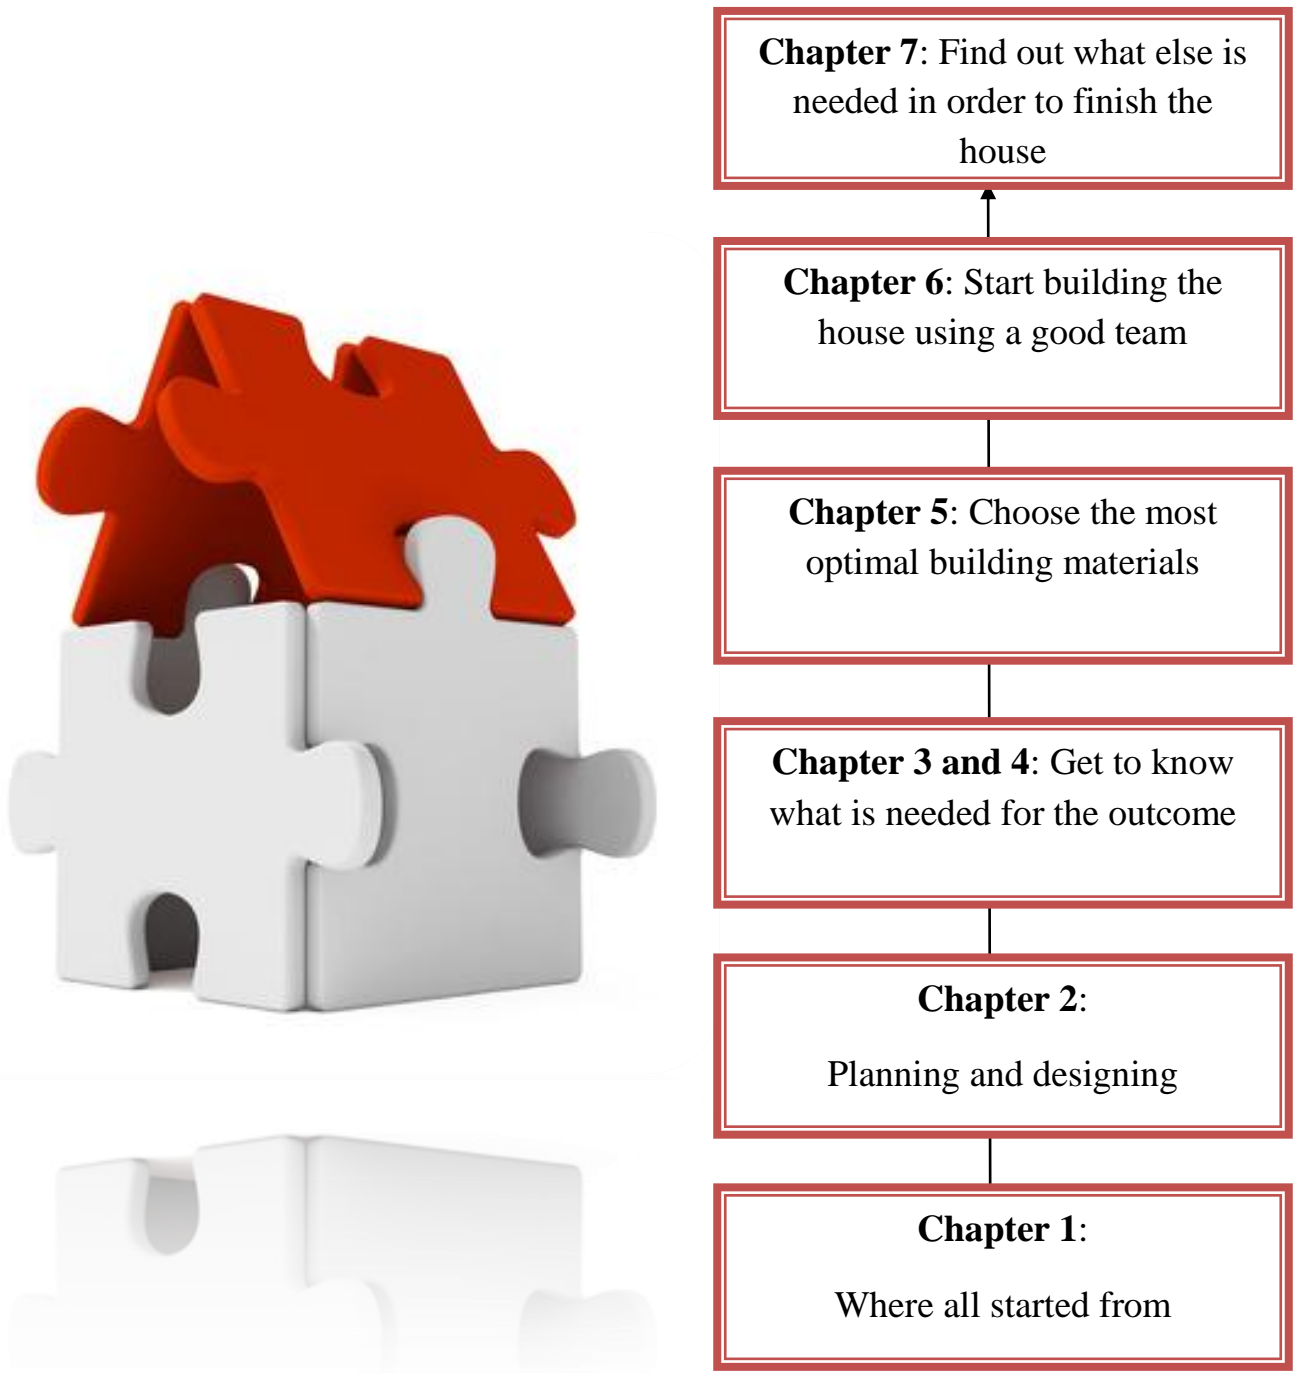 Chapter 7: Find out what else is
needed in order to finish the
house
Chapter 6: Start building the
house using a good team
Chapter 5: Choose the most
optimal building materials
Chapter 3 and 4: Get to know
what is needed for the outcome
Chapter 2:
Planning and designing
Chapter 1:
Where all started from